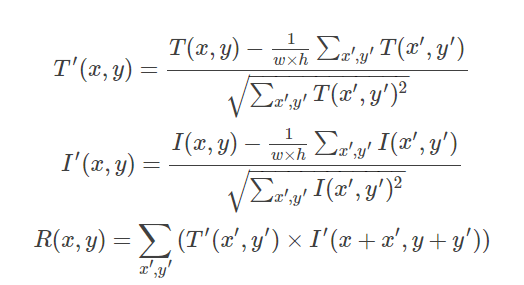 T′(x, y) = (T(x, y) − 1/(w×h) ∑x′,y′ T(x′, y′)) / √(∑x′,y′ T(x′, y′)²)
I′(x, y) = (I(x, y) − 1/(w×h) ∑x′,y′ I(x′, y′)) / √(∑x′,y′ I(x′, y′)²)
R(x, y) = ∑x′,y′ (T′(x′, y′) × I′(x + x′, y + y′))